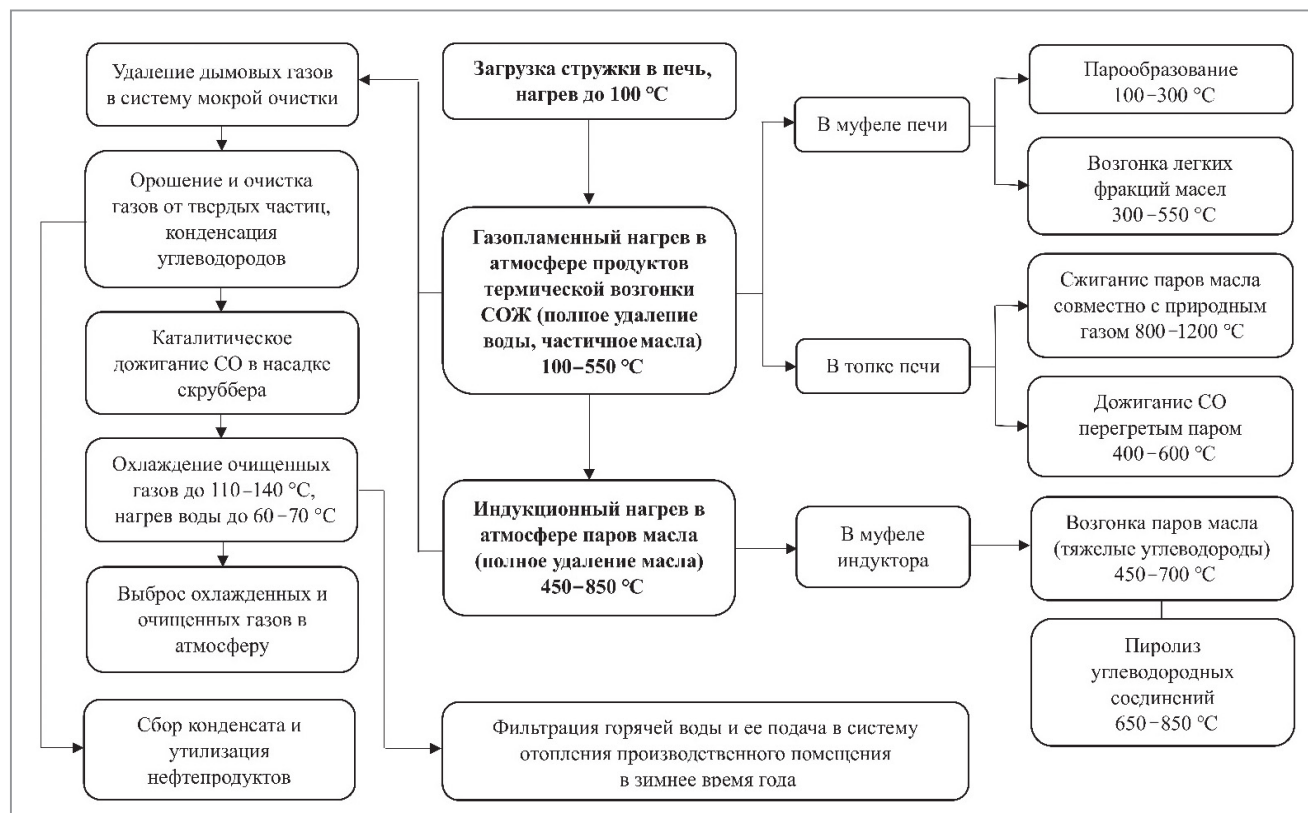 Удаление дымовых газов
в систему мокрой очистки
Орошение и очистка
газов от твердых частиц,
конденсация
углеводородов
Каталитическое
дожигание СО в насадке
скруббера
Охлаждение очищенных
газов до 110–140 °С,
нагрев воды до 60–70 °С
Выброс охлажденных и
очищенных газов в
атмосферу
Сбор конденсата и
утилизация
нефтепродуктов
Загрузка стружки в печь,
нагрев до 100 °С
Газопламенный нагрев в
атмосфере продуктов
термической возгонки
СОЖ (полное удаление
воды, частичное масла)
100–550 °С
Индукционный нагрев в
атмосфере паров масла
(полное удаление масла)
450–850 °С
Фильтрация горячей воды и ее подача в систему
отопления производственного помещения
в зимнее время года
В муфеле печи
В топке печи
В муфеле
индуктора
Парообразование
100–300 °С
Возгонка легких
фракций масел
300–550 °С
Сжигание паров масла
совместно с природным
газом 800–1200 °С
Дожигание СО
перегретым паром
400–600 °С
Возгонка паров масла
(тяжелые углеводороды)
450–700 °С
Пиролиз
углеводородных
соединений
650–850 °С